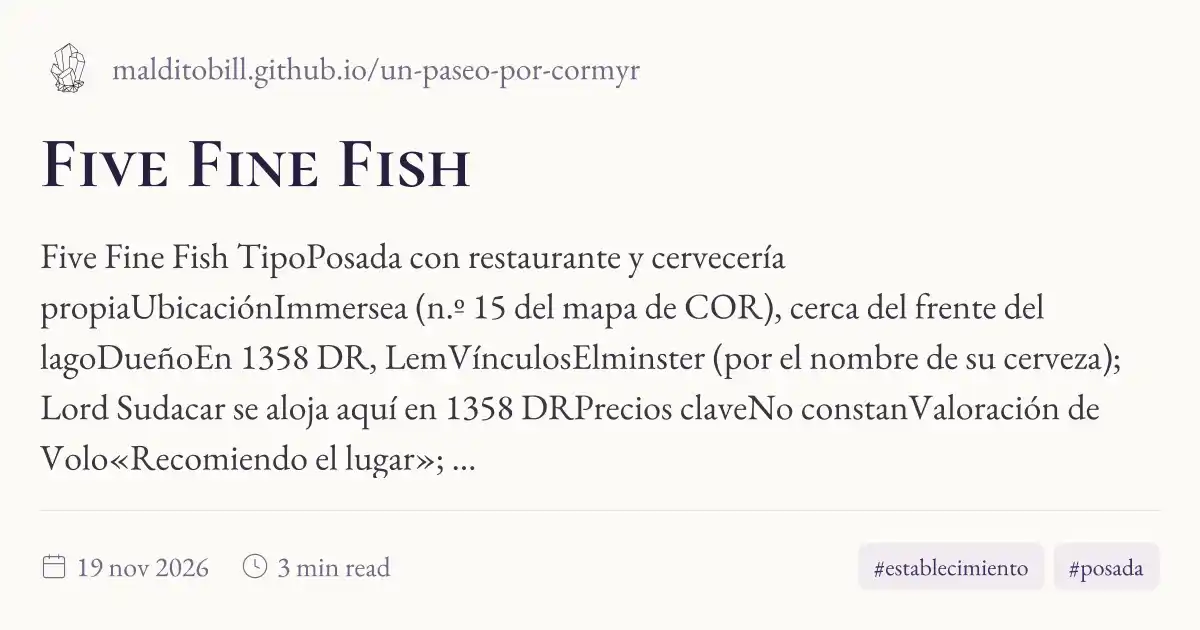 malditobill.github.io/un-paseo-por-cormyr
Five Fine Fish
Five Fine Fish TipoPosada con restaurante y cervecería
propiaUbicaciónImmersea (n.º 15 del mapa de COR), cerca del frente del
lagoDueñoEn 1358 DR, LemVínculosElminster (por el nombre de su cerveza);
Lord Sudacar se aloja aquí en 1358 DRPrecios claveNo constanValoración de
Volo«Recomiendo el lugar»; ...
19 nov 2026 3 min read #establecimiento #posada